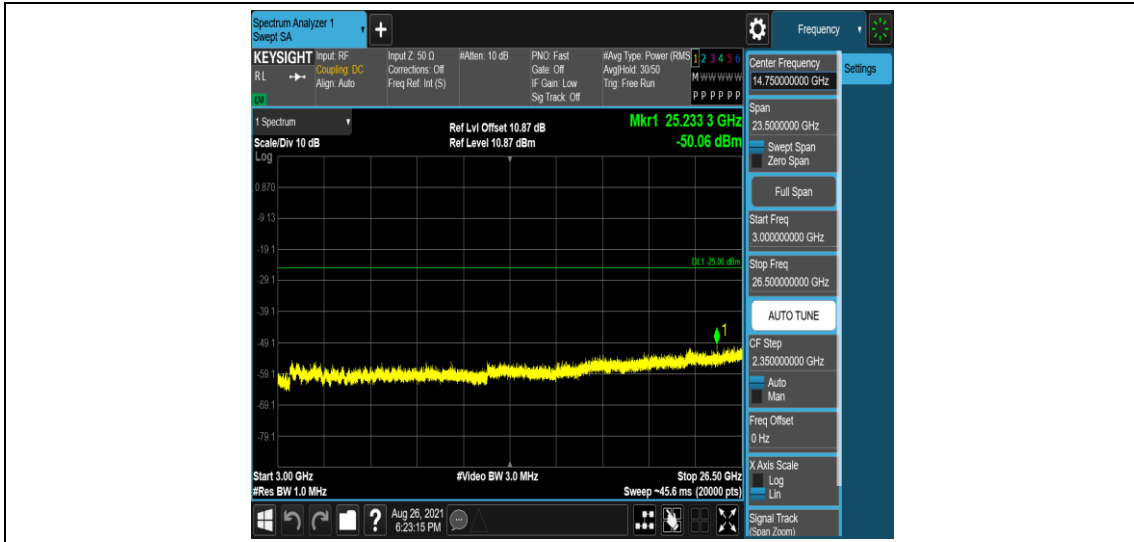 Spectrum Analyzer 1
Swept SA
Frequency
KEYSIGHT
RL
LXI
Input: RF
Coupling: DC
Align: Auto
Input Z: 50 Ω
Corrections: Off
Freq Ref: Int (S)
#Atten: 10 dB
PNO: Fast
Gate: Off
IF Gain: Low
Sig Track: Off
#Avg Type: Power (RMS
Avg|Hold: 30/50
Trig: Free Run
1 2 3 4 5 6
M W W W W W
P P P P P P
1 Spectrum
Scale/Div 10 dB
Log
Ref Lvl Offset 10.87 dB
Ref Level 10.87 dBm
Mkr1 25.233 3 GHz
-50.06 dBm
0.870
-9.13
-19.1
DL1 -25.00 dBm
-29.1
-39.1
1
-49.1
-59.1
-69.1
-79.1
Start 3.00 GHz
#Res BW 1.0 MHz
#Video BW 3.0 MHz
Stop 26.50 GHz
Sweep ~45.6 ms (20000 pts)
Aug 26, 2021
6:23:15 PM
Center Frequency
14.750000000 GHz
Settings
Span
23.5000000 GHz
Swept Span
Zero Span
Full Span
Start Freq
3.000000000 GHz
Stop Freq
26.500000000 GHz
AUTO TUNE
CF Step
2.350000000 GHz
Auto
Man
Freq Offset
0 Hz
X Axis Scale
Log
Lin
Signal Track
(Span Zoom)